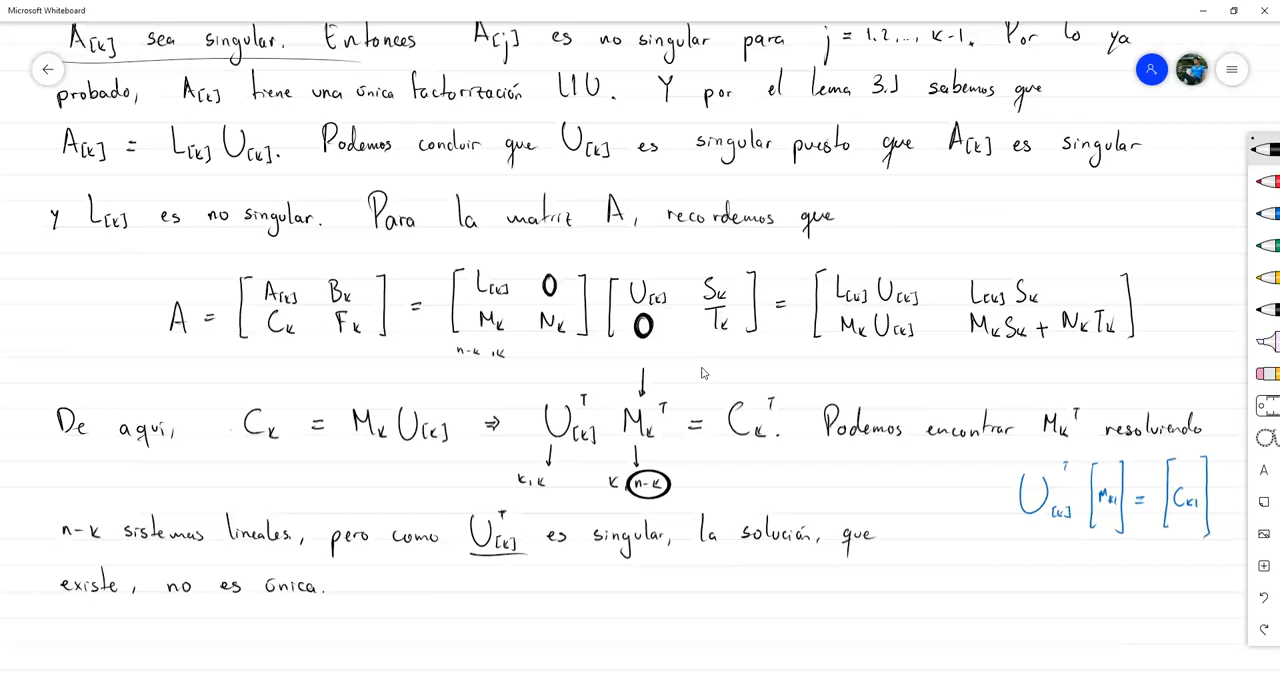 Microsoft Whiteboard
A[k] sea singular. Entonces A[j] es no singular para j = 1,2,..., k-1. Por lo ya
probado, A[k] tiene una única factorización L1U. Y por el lema 3.1 sabemos que
A[k] = L[k] U[k]. Podemos concluir que U[k] es singular puesto que A[k] es singular
y L[k] es no singular. Para la matriz A, recordemos que
A = [ A[k] Bk ; Ck Fk ] = [ L[k] 0 ; Mk Nk ] [ U[k] Sk ; 0 Tk ] = [ L[k] U[k] L[k] Sk ; Mk U[k] Mk Sk + Nk Tk ]
n-k, k
De aquí, Ck = Mk U[k] ⇒ U[k]^T Mk^T = Ck^T. Podemos encontrar Mk^T resolviendo
k,k k, n-k
U[k]^T [Mk1] = [Ck1]
n-k sistemas lineales, pero como U[k]^T es singular, la solución, que
existe, no es única.
A